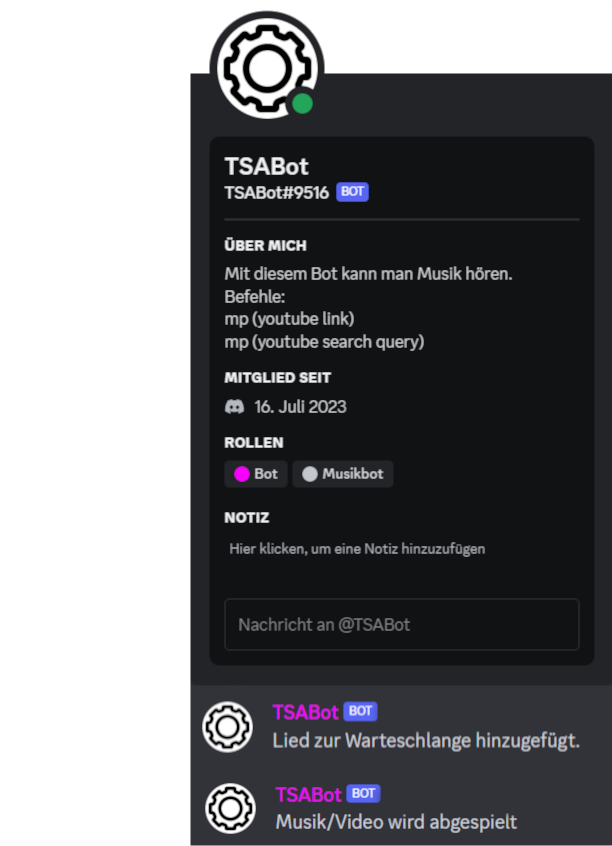 TSABot
TSABot#9516 BOT
ÜBER MICH
Mit diesem Bot kann man Musik hören.
Befehle:
mp (youtube link)
mp (youtube search query)
MITGLIED SEIT
16. Juli 2023
ROLLEN
Bot Musikbot
NOTIZ
Hier klicken, um eine Notiz hinzuzufügen
Nachricht an @TSABot
TSABot BOT
Lied zur Warteschlange hinzugefügt.
TSABot BOT
Musik/Video wird abgespielt